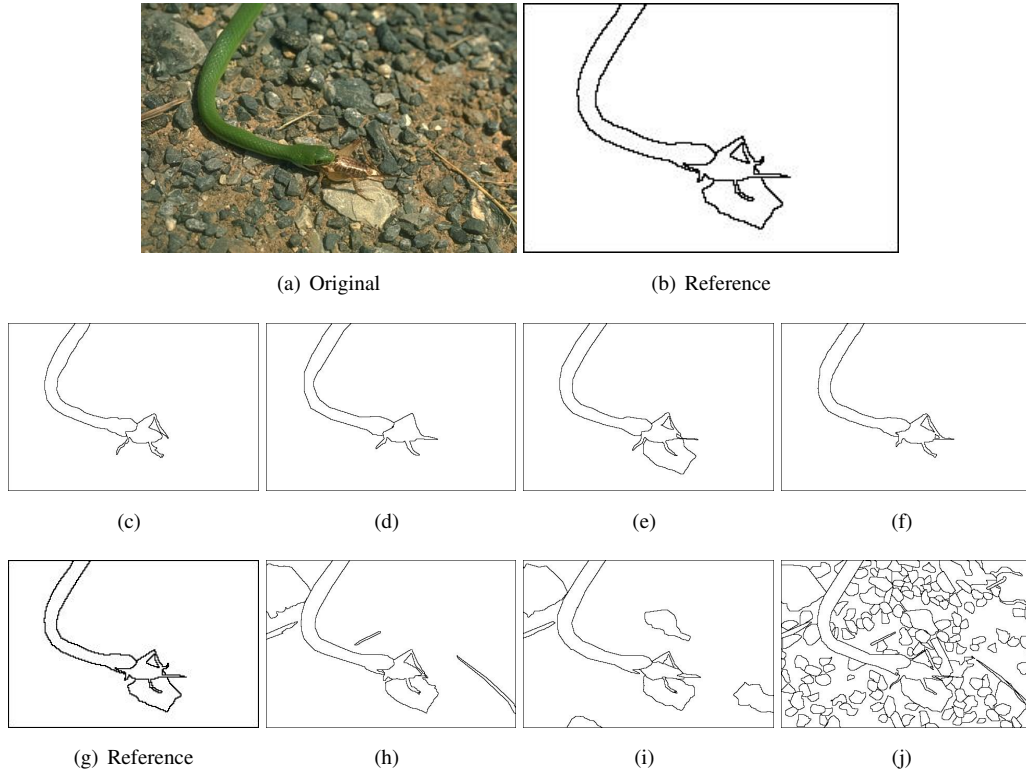 (a) Original
(b) Reference
(c)
(d)
(e)
(f)
(g) Reference
(h)
(i)
(j)